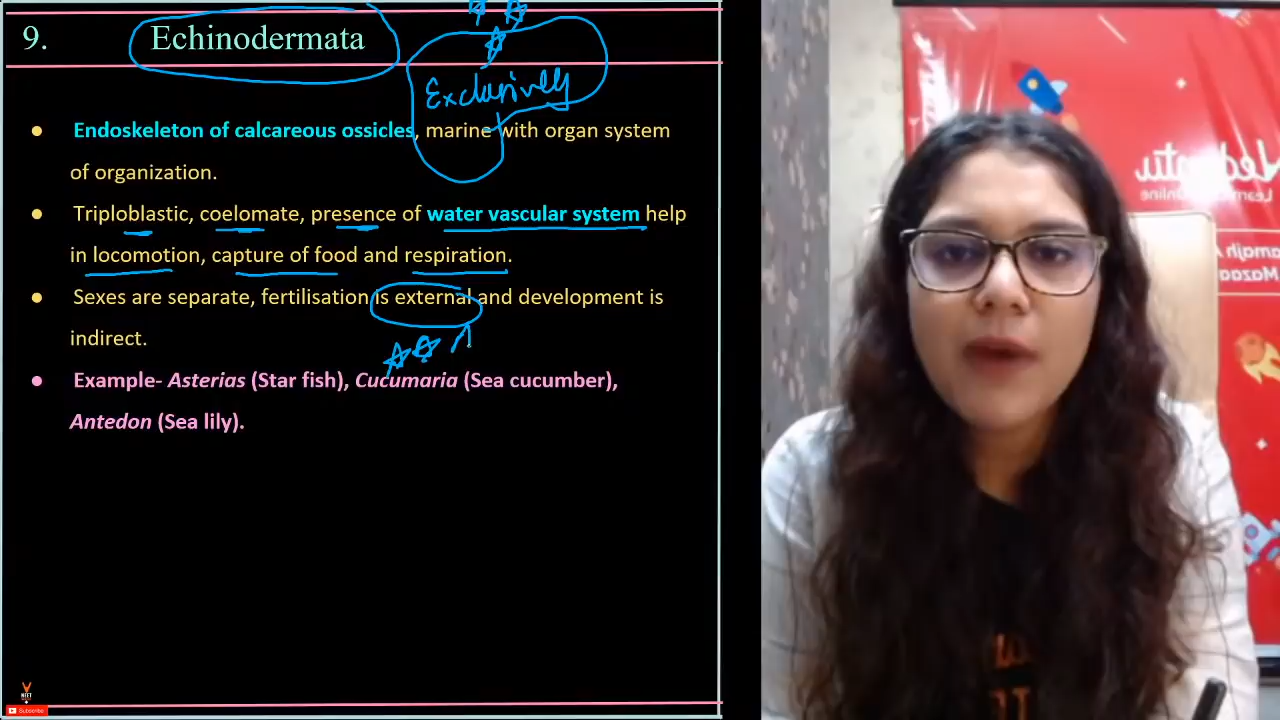 9. Echinodermata
Exclusively
● Endoskeleton of calcareous ossicles, marine with organ system
of organization.
● Triploblastic, coelomate, presence of water vascular system help
in locomotion, capture of food and respiration.
● Sexes are separate, fertilisation is external and development is
indirect.
● Example- Asterias (Star fish), Cucumaria (Sea cucumber),
Antedon (Sea lily).
NEET
Subscribe